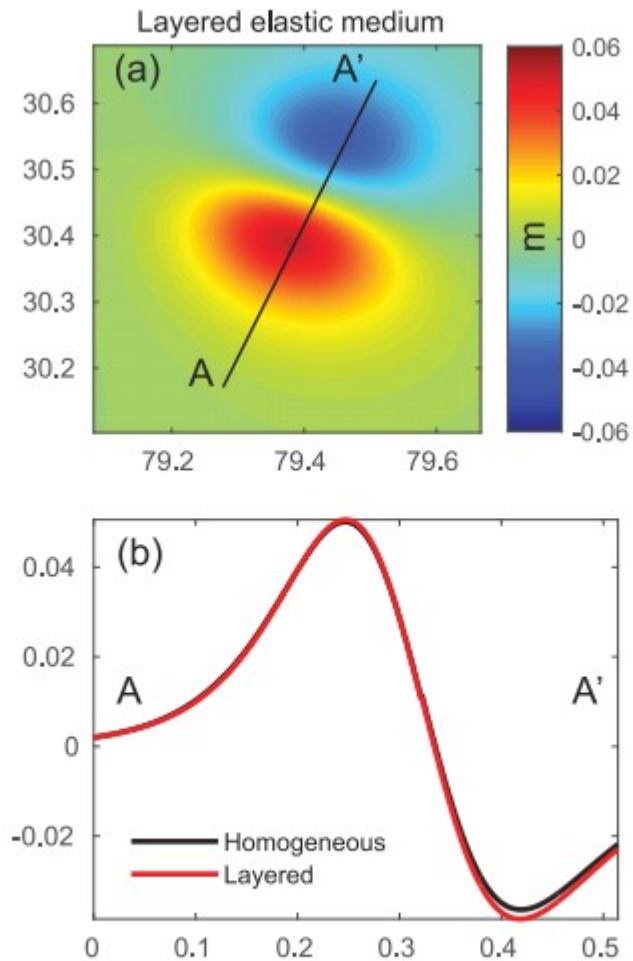 Layered elastic medium
(a)
A'
A
30.6
30.5
30.4
30.3
30.2
79.2 79.4 79.6
0.06
0.04
0.02
0
-0.02
-0.04
-0.06
m
(b)
A A'
0.04
0.02
0
-0.02
Homogeneous
Layered
0 0.1 0.2 0.3 0.4 0.5